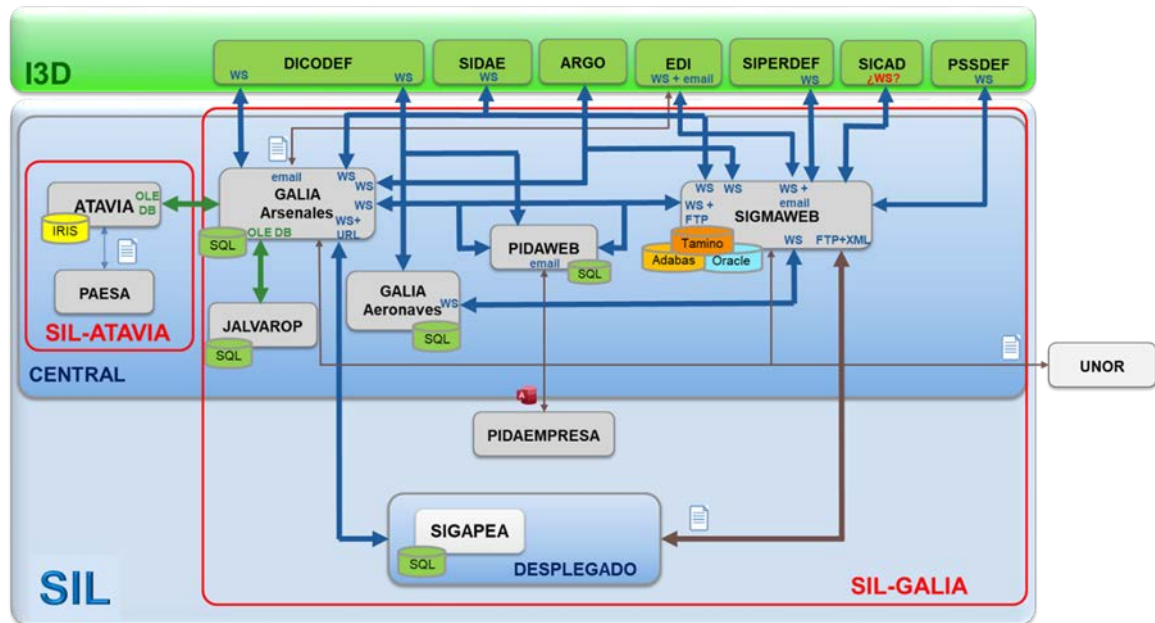 I3D
DICODEF
WS
WS
SIDAE
WS
ARGO
EDI
WS + email
SIPERDEF
WS
SICAD
¿WS?
PSSDEF
WS
email
GALIA
Arsenales
WS
WS
WS
WS+
URL
OLE DB
SQL
ATAVIA
OLE
DB
IRIS
PAESA
SIL-ATAVIA
JALVAROP
SQL
CENTRAL
PIDAWEB
email
SQL
GALIA
Aeronaves
WS
SQL
WS
WS
WS +
email
WS +
FTP
SIGMAWEB
WS
FTP+XML
Tamino
Adabas
Oracle
UNOR
A
PIDAEMPRESA
SIGAPEA
SQL
DESPLEGADO
SIL
SIL-GALIA